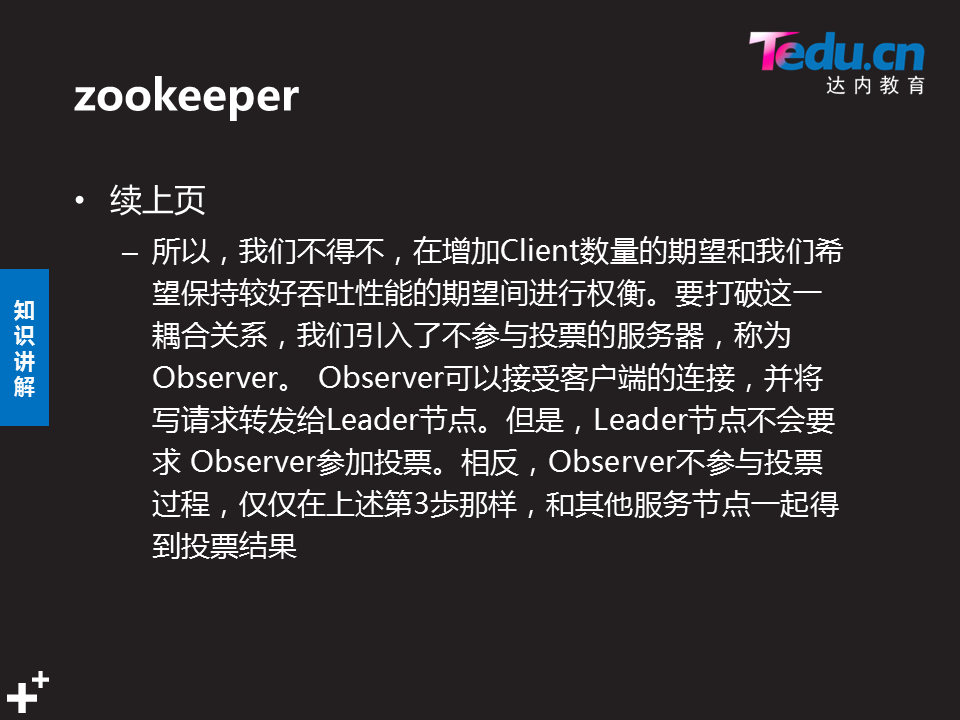 Tedu.cn
达内教育
zookeeper
• 续上页
– 所以，我们不得不，在增加Client数量的期望和我们希
望保持较好吞吐性能的期望间进行权衡。要打破这一
耦合关系，我们引入了不参与投票的服务器，称为
Observer。 Observer可以接受客户端的连接，并将
写请求转发给Leader节点。但是，Leader节点不会要
求 Observer参加投票。相反，Observer不参与投票
过程，仅仅在上述第3歩那样，和其他服务节点一起得
到投票结果
知
识
讲
解